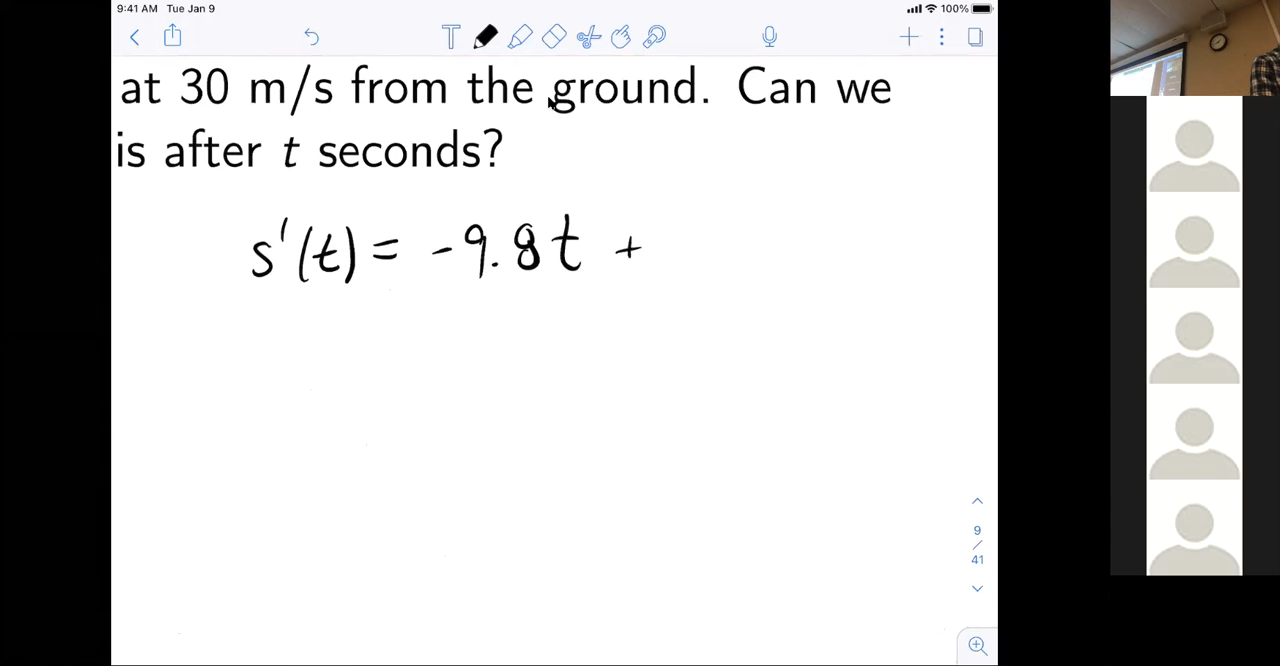 9:41 AM Tue Jan 9
100%
at 30 m/s from the ground. Can we
is after t seconds?
s'(t) = -9.8t +
9
/
41